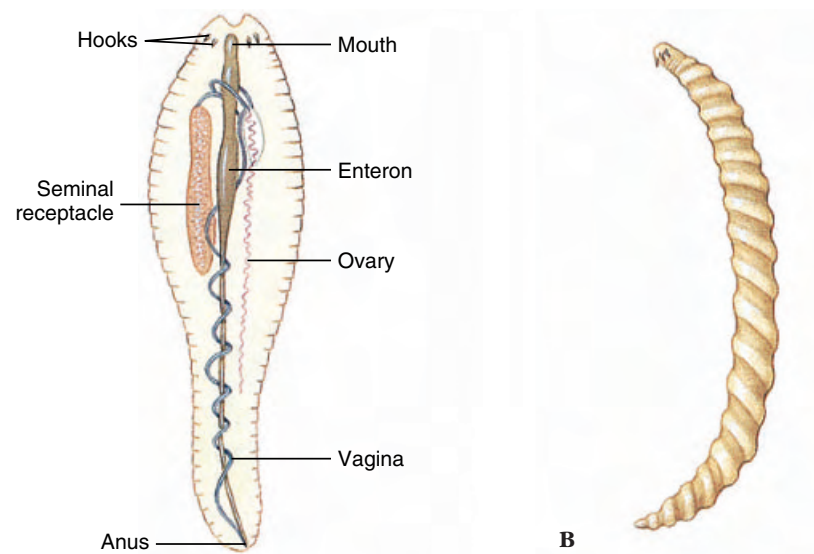 Hooks
Mouth
Enteron
Seminal
receptacle
Ovary
Vagina
Anus
B